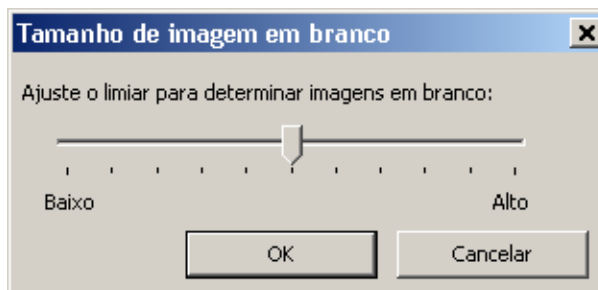 Tamanho de imagem em branco
Ajuste o limiar para determinar imagens em branco:
Baixo Alto
OK Cancelar